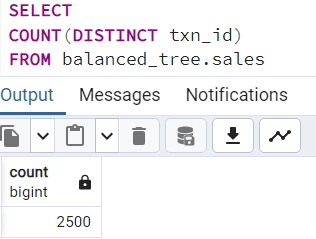 SELECT
COUNT(DISTINCT txn_id)
FROM balanced_tree.sales
Output Messages Notifications
count
bigint
2500